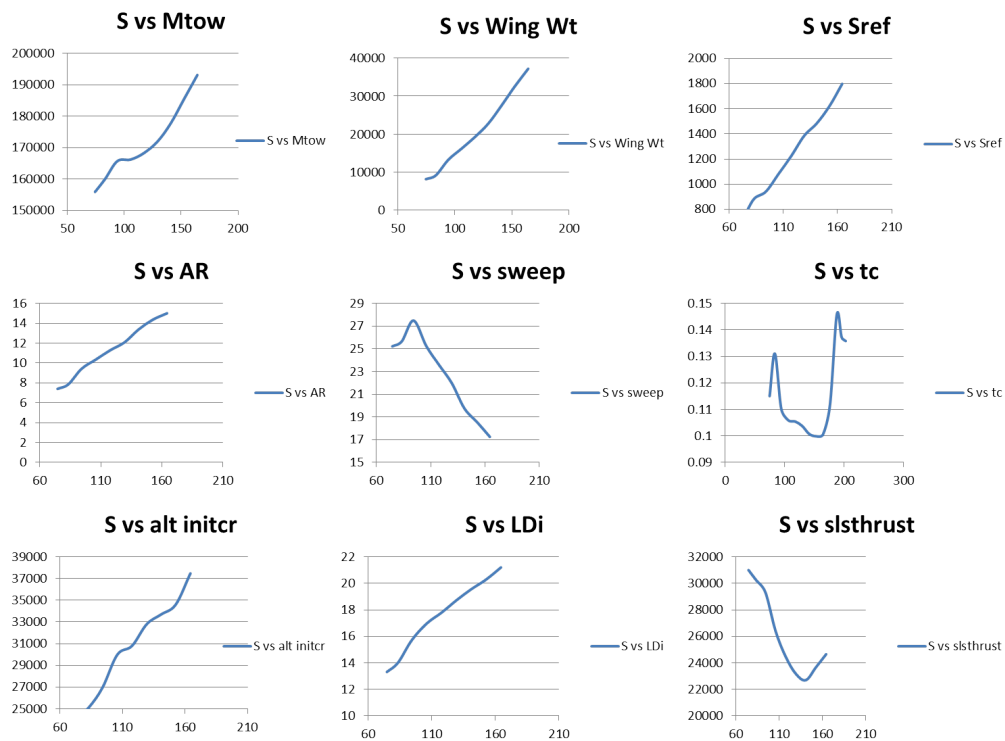 S vs Mtow
200000
190000
180000
170000
160000
150000
50 100 150 200
S vs Mtow
S vs Wing Wt
40000
30000
20000
10000
0
50 100 150 200
S vs Wing Wt
S vs Sref
2000
1800
1600
1400
1200
1000
800
60 110 160 210
S vs Sref
S vs AR
16
14
12
10
8
6
4
2
0
60 110 160 210
S vs AR
S vs sweep
29
27
25
23
21
19
17
15
60 110 160 210
S vs sweep
S vs tc
0.15
0.14
0.13
0.12
0.11
0.1
0.09
0 100 200 300
S vs tc
S vs alt initcr
39000
37000
35000
33000
31000
29000
27000
25000
60 110 160 210
S vs alt initcr
S vs LDi
22
20
18
16
14
12
10
60 110 160 210
S vs LDi
S vs slsthrust
32000
30000
28000
26000
24000
22000
20000
60 110 160 210
S vs slsthrust